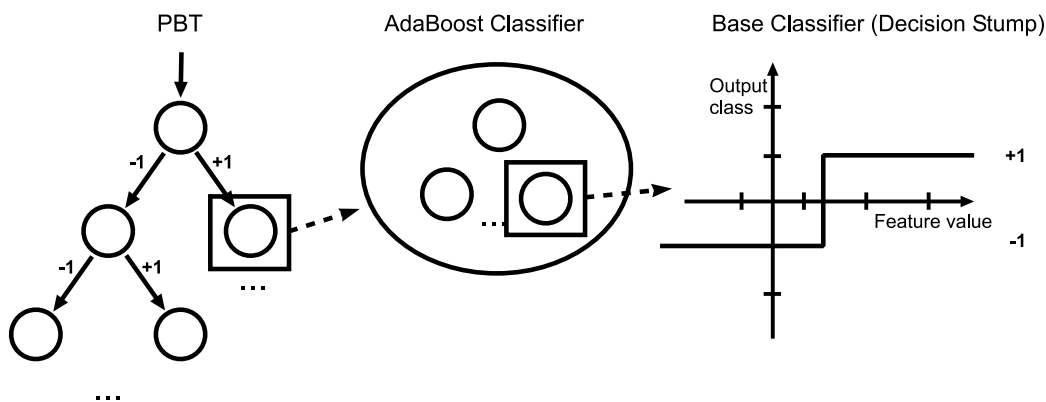 PBT
AdaBoost Classifier
Base Classifier (Decision Stump)
Output
class
-1
+1
+1
...
Feature value
...
-1
-1
+1
...